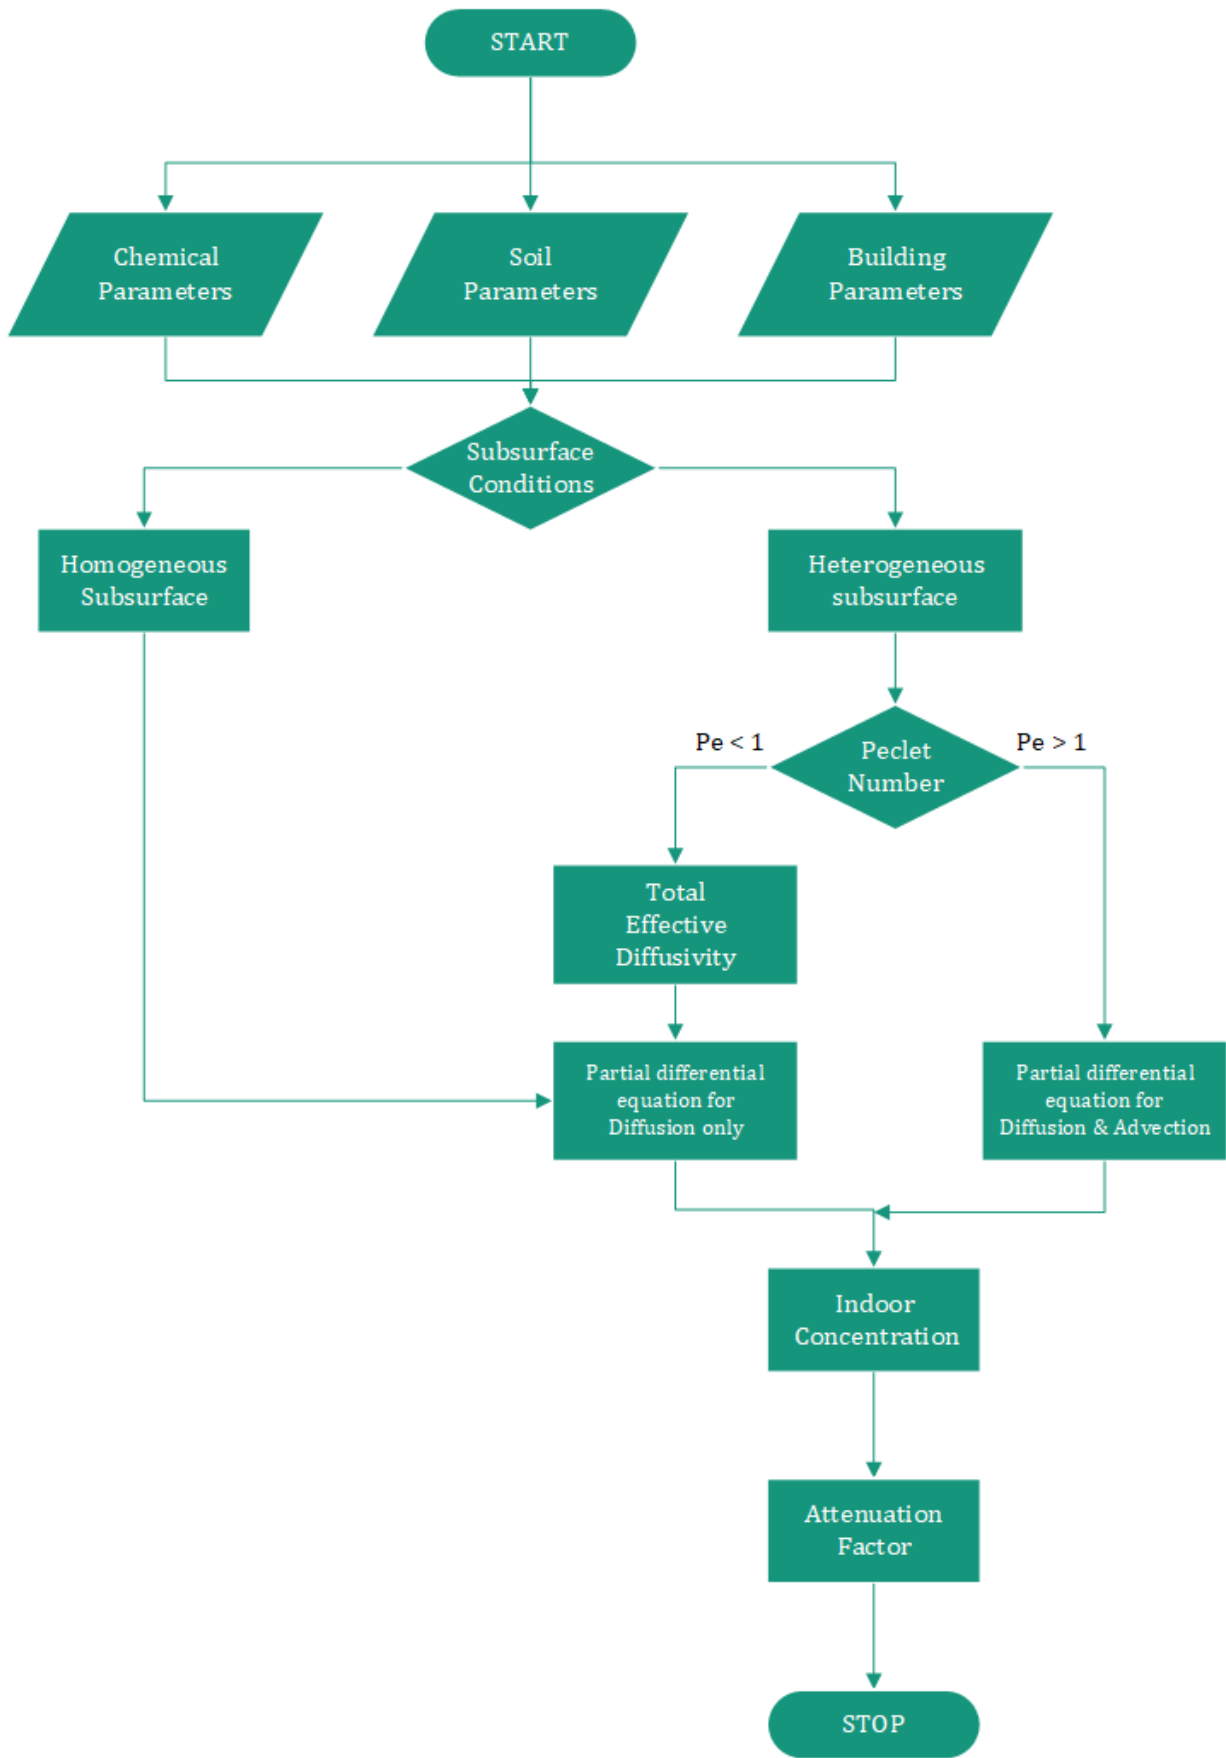 START
Chemical
Parameters
Soil
Parameters
Building
Parameters
Subsurface
Conditions
Homogeneous
Subsurface
Heterogeneous
subsurface
Pe < 1
Peclet
Number
Pe > 1
Total
Effective
Diffusivity
Partial differential
equation for
Diffusion only
Partial differential
equation for
Diffusion & Advection
Indoor
Concentration
Attenuation
Factor
STOP